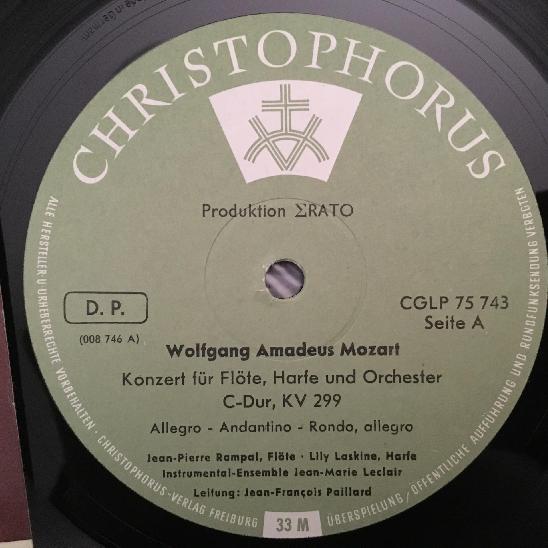 CHRISTOPHORUS
Produktion ΣRATO
D. P.
(008 746 A)
CGLP 75 743
Seite A
Wolfgang Amadeus Mozart
Konzert für Flöte, Harfe und Orchester
C-Dur, KV 299
Allegro - Andantino - Rondo, allegro
Jean-Pierre Rampal, Flöte · Lily Laskine, Harfe
Instrumental-Ensemble Jean-Marie Leclair
Leitung: Jean-François Paillard
33 M
ALLE HERSTELLER U URHEBERRECHTE VORBEHALTEN · CHRISTOPHORUS-VERLAG FREIBURG
ÜBERSPIELUNG / ÖFFENTLICHE AUFFÜHRUNG UND RUNDFUNKSENDUNG VERBOTEN